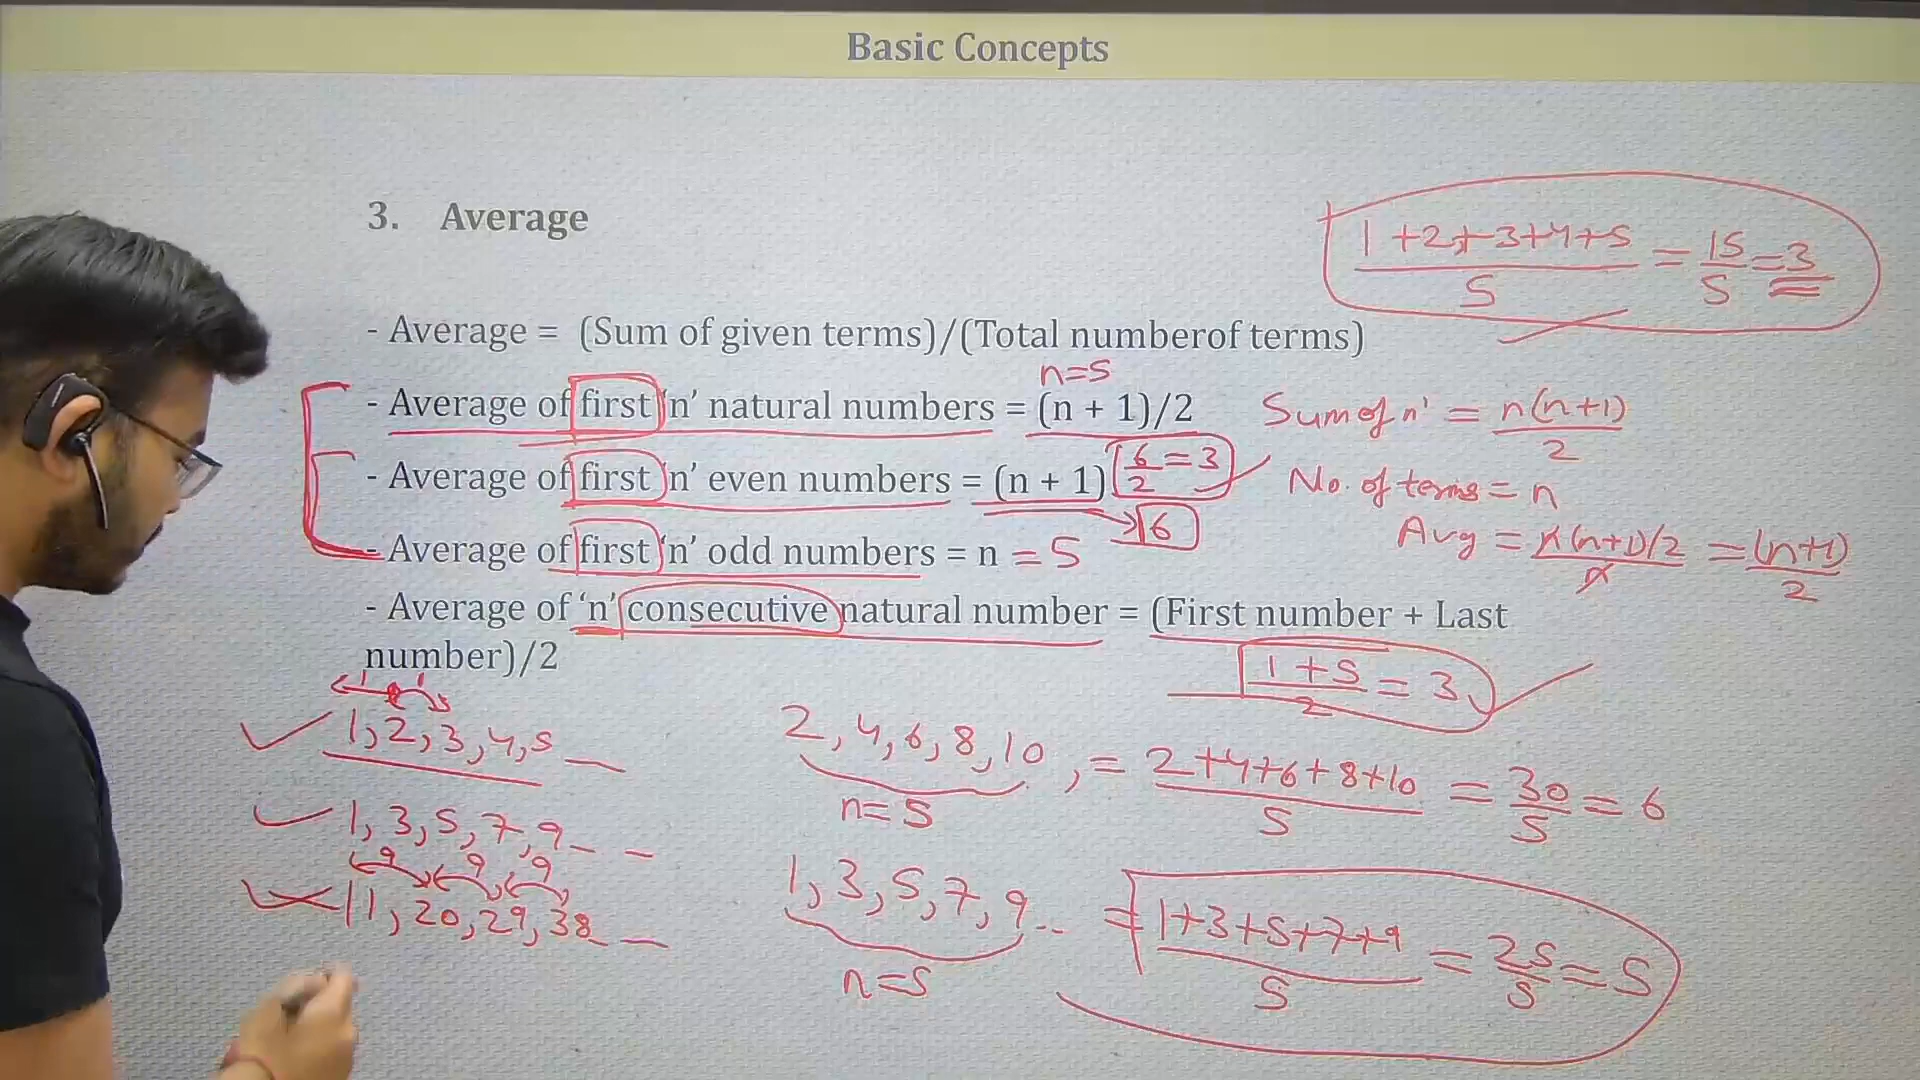 Basic Concepts
3. Average
1+2+3+4+5/5 = 15/5 = 3
- Average = (Sum of given terms)/(Total numberof terms)
n=5
- Average of first 'n' natural numbers = (n + 1)/2
Sum of n' = n(n+1)/2
- Average of first 'n' even numbers = (n + 1) 6/2 = 3
No. of terms = n
6
- Average of first 'n' odd numbers = n = 5
Avg = n(n+1)/2/n = (n+1)/2
- Average of 'n' consecutive natural number = (First number + Last
number)/2
1+5/2 = 3
1 1
1, 2, 3, 4, 5 _
2, 4, 6, 8, 10, = 2+4+6+8+10/5 = 30/5 = 6
n=5
1, 3, 5, 7, 9 _ _
9 9 9
11, 20, 29, 38 _ _
1, 3, 5, 7, 9.. = 1+3+5+7+9/5 = 25/5 = 5
n=5